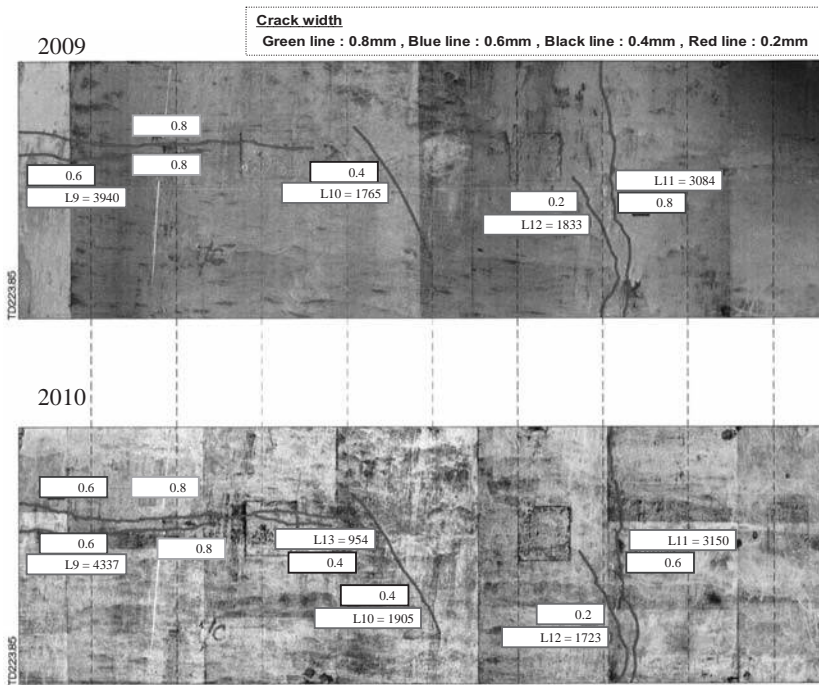 Crack width
Green line : 0.8mm , Blue line : 0.6mm , Black line : 0.4mm , Red line : 0.2mm
2009
0.8
0.8
0.6
L9 = 3940
0.4
L10 = 1765
0.2
L12 = 1833
L11 = 3084
0.8
TD223.85
2010
0.6
0.8
0.6
0.8
L9 = 4337
L13 = 954
0.4
0.4
L10 = 1905
L11 = 3150
0.6
0.2
L12 = 1723
TD223.85